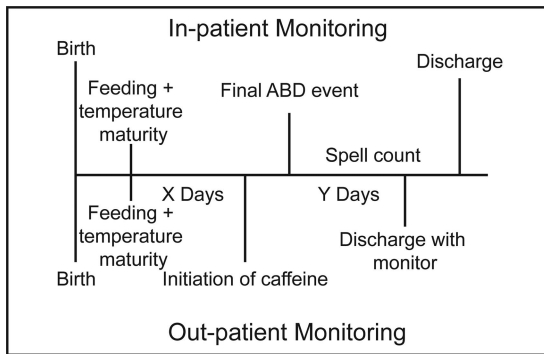 In-patient Monitoring
Birth
Discharge
Feeding +
temperature
maturity
Final ABD event
Spell count
X Days
Y Days
Feeding +
temperature
maturity
Discharge with
monitor
Birth
Initiation of caffeine
Out-patient Monitoring